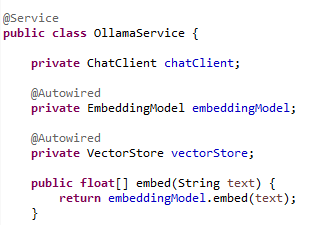 @Service
public class OllamaService {
private ChatClient chatClient;
@Autowired
private EmbeddingModel embeddingModel;
@Autowired
private VectorStore vectorStore;
public float[] embed(String text) {
return embeddingModel.embed(text);
}